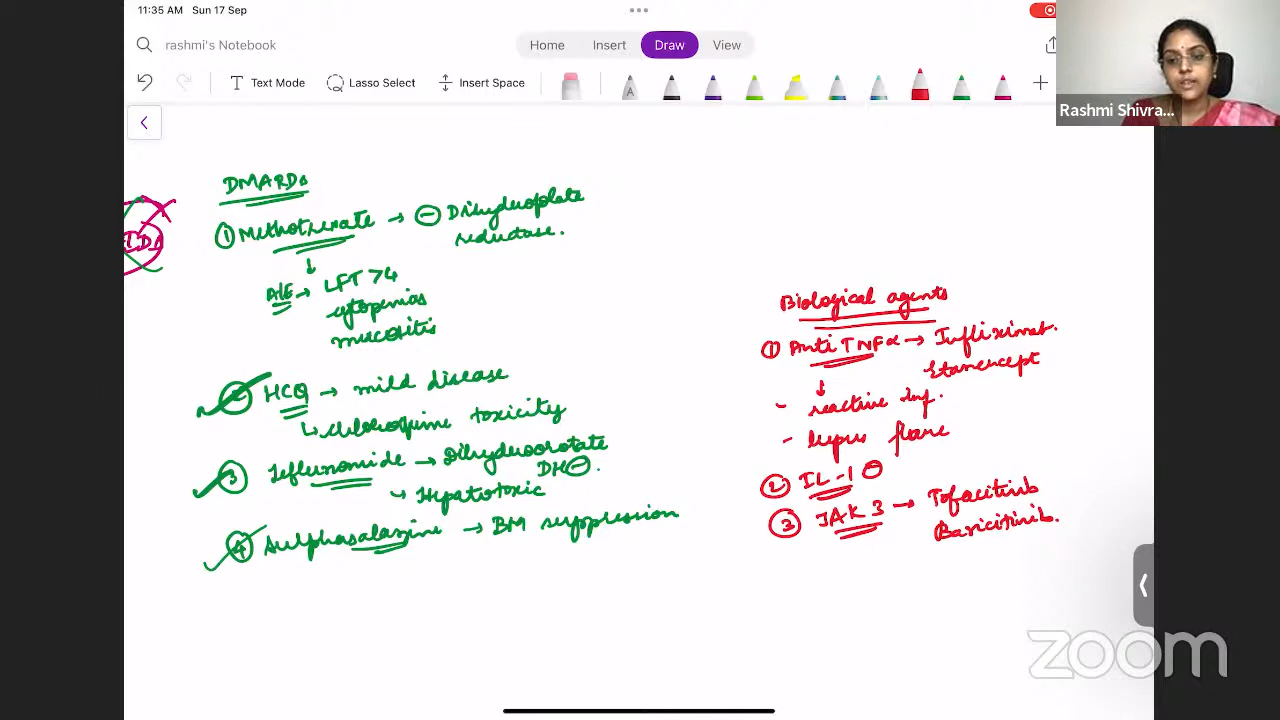 11:35 AM Sun 17 Sep
rashmi's Notebook
Home Insert Draw View
Text Mode Lasso Select Insert Space
A
Rashmi Shivra...
DMARDs
① Methotrexate → ⊖ Dihydrofolate
reductase.
↓
A/E → LFT >4
cytopenias
mucositis
② HCQ → mild disease
↳ chloroquine toxicity
③ Leflunomide → Dihydroorotate
DH ⊖.
↳ Hepatotoxic
④ Sulphasalazine → BM suppression
Biological agents
① Anti TNFα → Infliximab.
Etanercept
↓
- reactive inf.
- lupus flare
② IL-1 ⊖
③ JAK 3 → Tofacitinib
Baricitinib.
zoom